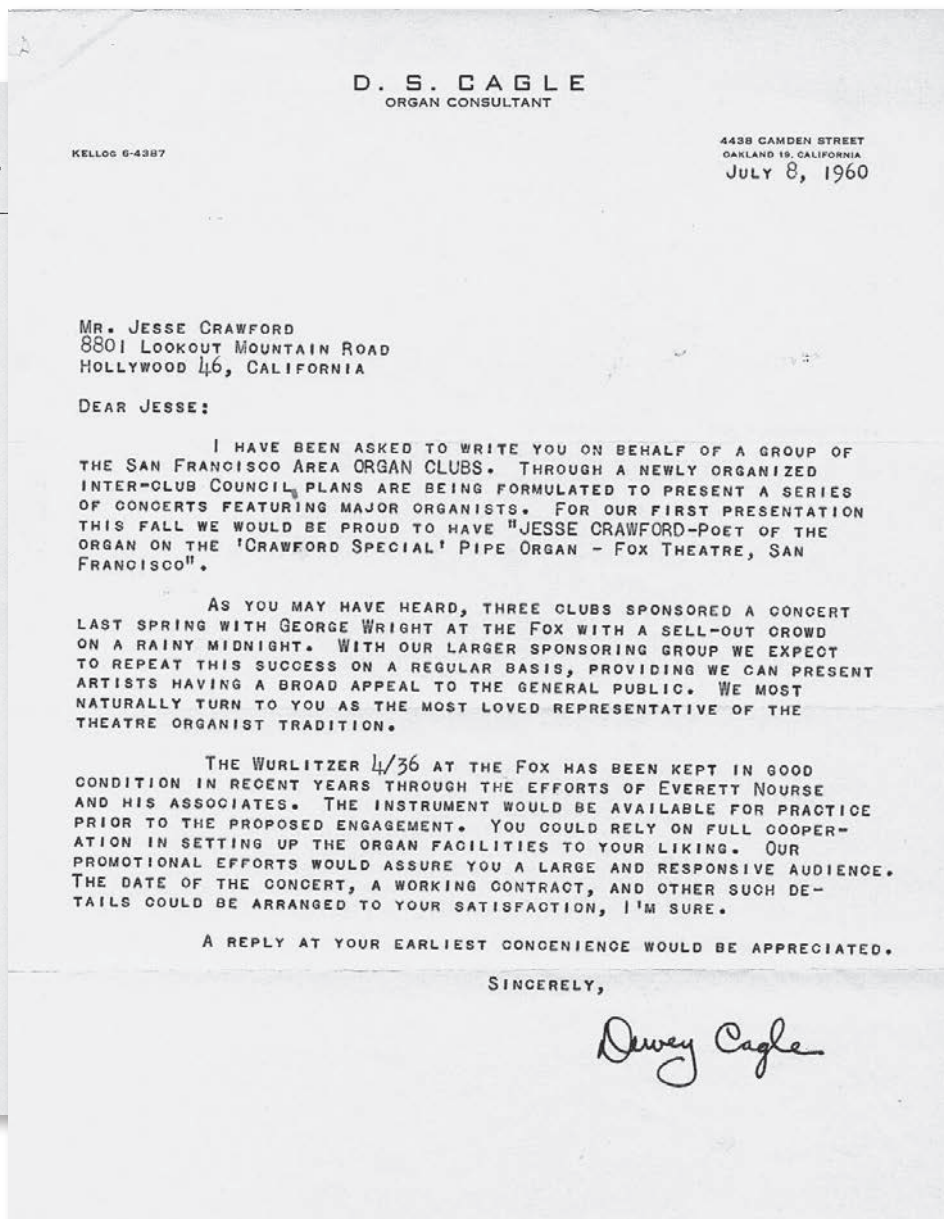 D. S. CAGLE
ORGAN CONSULTANT
KELLOG 6-4387
4438 CAMDEN STREET
OAKLAND 19, CALIFORNIA
JULY 8, 1960
MR. JESSE CRAWFORD
8801 LOOKOUT MOUNTAIN ROAD
HOLLYWOOD 46, CALIFORNIA
DEAR JESSE:
I HAVE BEEN ASKED TO WRITE YOU ON BEHALF OF A GROUP OF
THE SAN FRANCISCO AREA ORGAN CLUBS. THROUGH A NEWLY ORGANIZED
INTER-CLUB COUNCIL, PLANS ARE BEING FORMULATED TO PRESENT A SERIES
OF CONCERTS FEATURING MAJOR ORGANISTS. FOR OUR FIRST PRESENTATION
THIS FALL WE WOULD BE PROUD TO HAVE "JESSE CRAWFORD-POET OF THE
ORGAN ON THE 'CRAWFORD SPECIAL' PIPE ORGAN - FOX THEATRE, SAN
FRANCISCO".
AS YOU MAY HAVE HEARD, THREE CLUBS SPONSORED A CONCERT
LAST SPRING WITH GEORGE WRIGHT AT THE FOX WITH A SELL-OUT CROWD
ON A RAINY MIDNIGHT. WITH OUR LARGER SPONSORING GROUP WE EXPECT
TO REPEAT THIS SUCCESS ON A REGULAR BASIS, PROVIDING WE CAN PRESENT
ARTISTS HAVING A BROAD APPEAL TO THE GENERAL PUBLIC. WE MOST
NATURALLY TURN TO YOU AS THE MOST LOVED REPRESENTATIVE OF THE
THEATRE ORGANIST TRADITION.
THE WURLITZER 4/36 AT THE FOX HAS BEEN KEPT IN GOOD
CONDITION IN RECENT YEARS THROUGH THE EFFORTS OF EVERETT NOURSE
AND HIS ASSOCIATES. THE INSTRUMENT WOULD BE AVAILABLE FOR PRACTICE
PRIOR TO THE PROPOSED ENGAGEMENT. YOU COULD RELY ON FULL COOPER-
ATION IN SETTING UP THE ORGAN FACILITIES TO YOUR LIKING. OUR
PROMOTIONAL EFFORTS WOULD ASSURE YOU A LARGE AND RESPONSIVE AUDIENCE.
THE DATE OF THE CONCERT, A WORKING CONTRACT, AND OTHER SUCH DE-
TAILS COULD BE ARRANGED TO YOUR SATISFACTION, I'M SURE.
A REPLY AT YOUR EARLIEST CONCENIENCE WOULD BE APPRECIATED.
SINCERELY,
Dewey Cagle